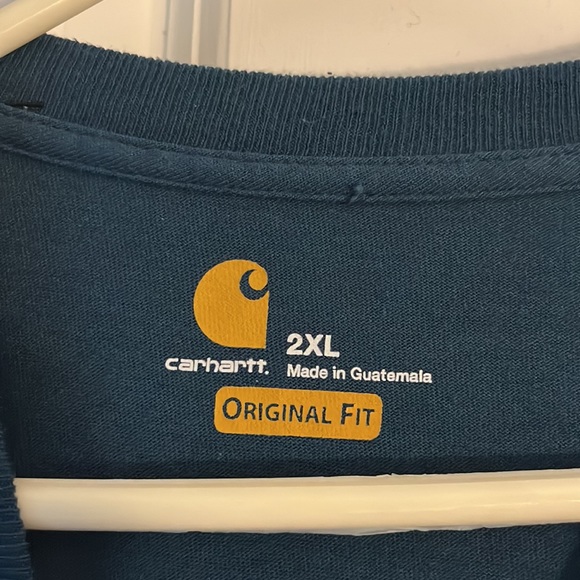 2XL
carhartt. Made in Guatemala
ORIGINAL FIT